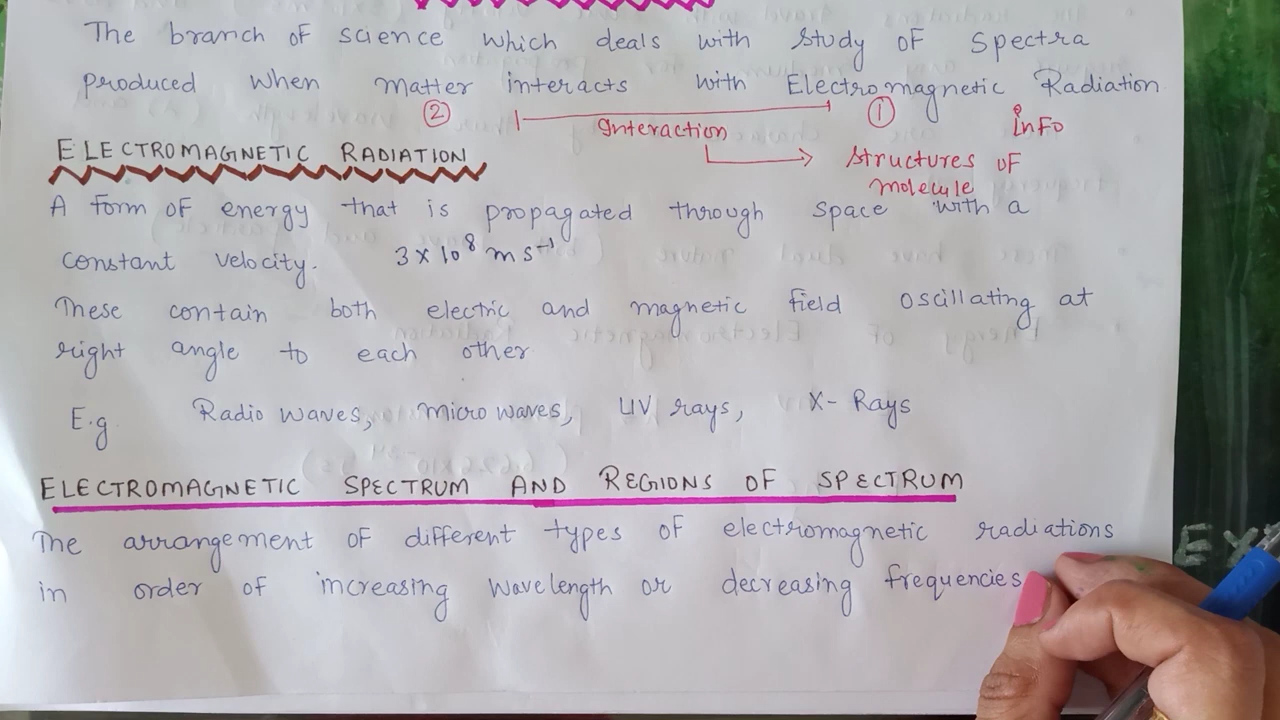 The branch of science which deals with study of spectra
produced when matter interacts with Electromagnetic Radiation
② Interaction ① info
ELECTROMAGNETIC RADIATION
structures of
molecule
A form of energy that is propagated through space with a
constant velocity. 3 × 10⁸ m s⁻¹
These contain both electric and magnetic field oscillating at
right angle to each other
E.g Radio waves, micro waves, UV rays, X-Rays
ELECTROMAGNETIC SPECTRUM AND REGIONS OF SPECTRUM
The arrangement of different types of electromagnetic radiations
in order of increasing wavelength or decreasing frequencies